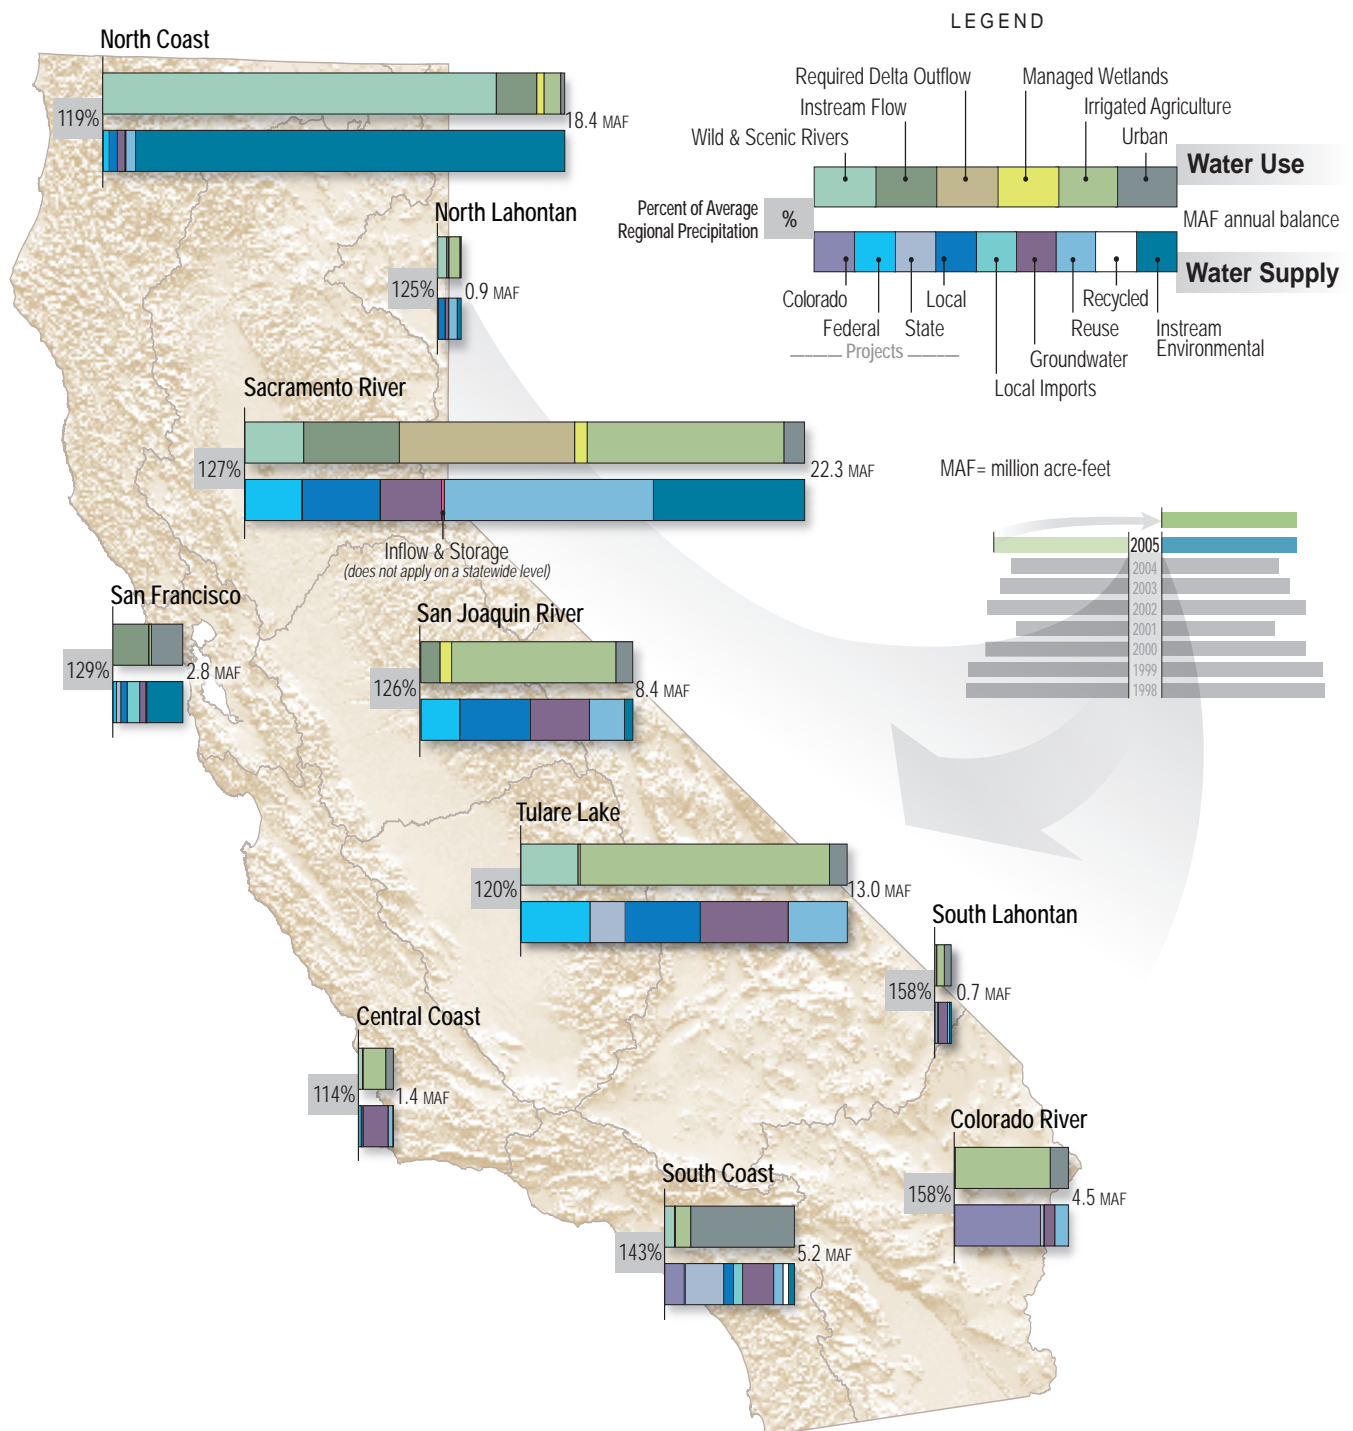 LEGEND
North Coast
119%
18.4 MAF
Required Delta Outflow
Managed Wetlands
Instream Flow
Irrigated Agriculture
Wild & Scenic Rivers
Urban
Water Use
Percent of Average
Regional Precipitation
%
MAF annual balance
Water Supply
Colorado
Local
Recycled
Federal
State
Reuse
Instream
Environmental
Projects
Groundwater
Local Imports
North Lahontan
125%
0.9 MAF
Sacramento River
127%
22.3 MAF
Inflow & Storage
(does not apply on a statewide level)
MAF= million acre-feet
2005
2004
2003
2002
2001
2000
1999
1998
San Francisco
129%
2.8 MAF
San Joaquin River
126%
8.4 MAF
Tulare Lake
120%
13.0 MAF
South Lahontan
158%
0.7 MAF
Central Coast
114%
1.4 MAF
Colorado River
158%
4.5 MAF
South Coast
143%
5.2 MAF